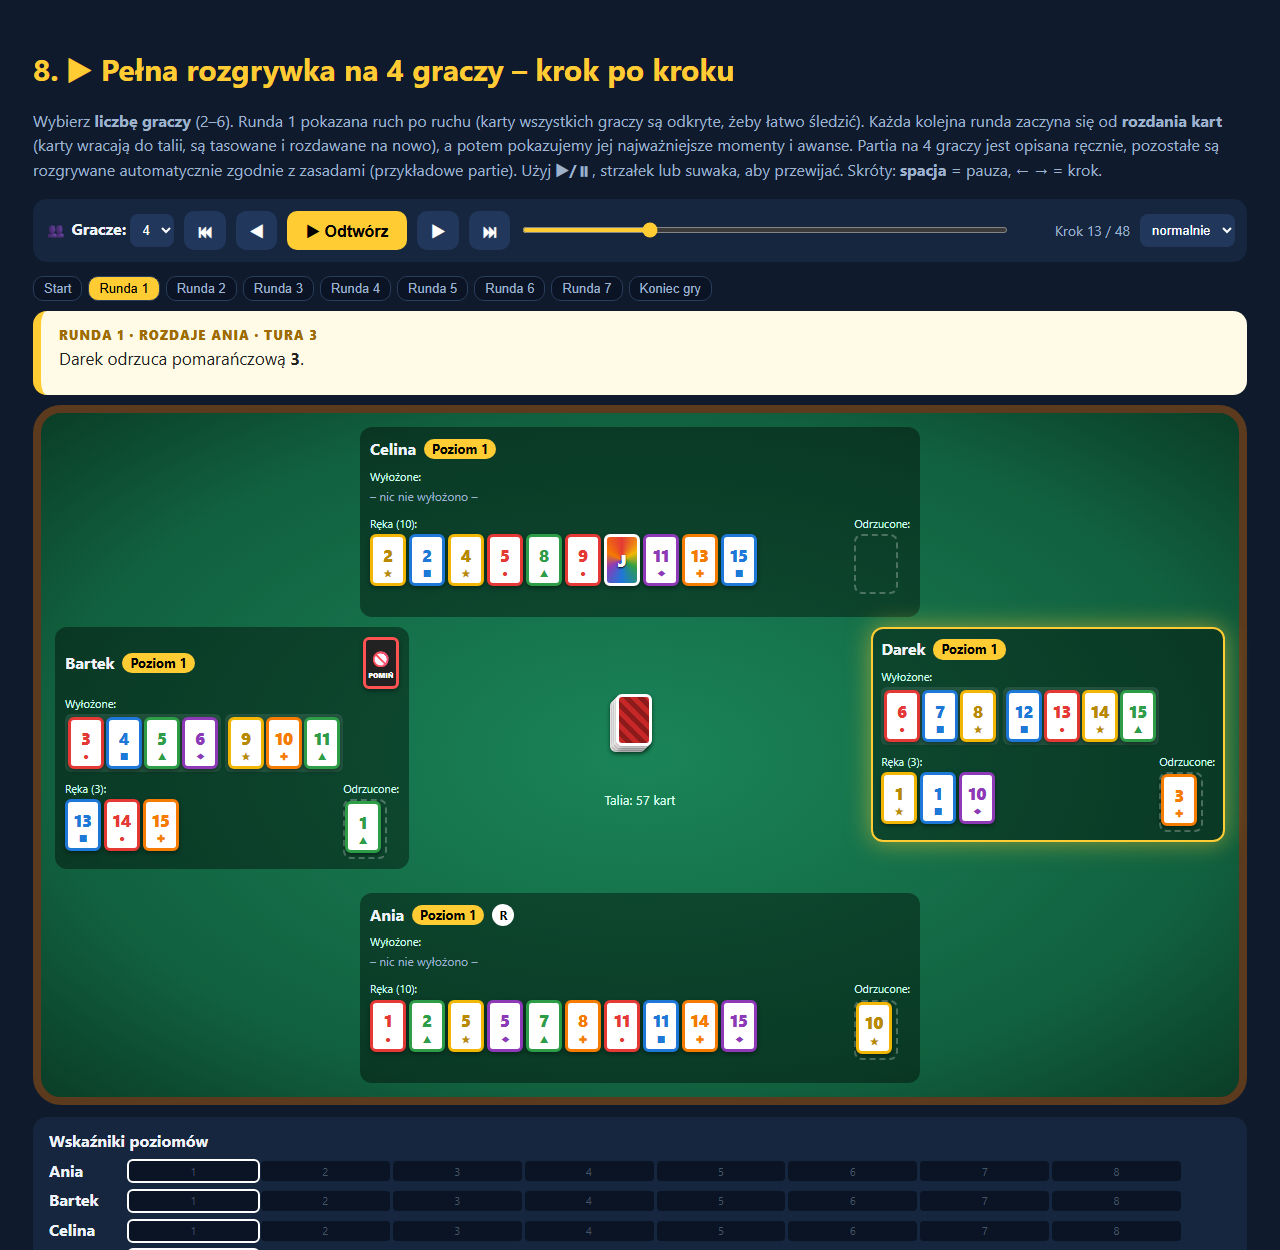 8. ▶ Pełna rozgrywka na 4 graczy – krok po kroku
Wybierz liczbę graczy (2–6). Runda 1 pokazana ruch po ruchu (karty wszystkich graczy są odkryte, żeby łatwo śledzić). Każda kolejna runda zaczyna się od rozdania kart
(karty wracają do talii, są tasowane i rozdawane na nowo), a potem pokazujemy jej najważniejsze momenty i awanse. Partia na 4 graczy jest opisana ręcznie, pozostałe są
rozgrywane automatycznie zgodnie z zasadami (przykładowe partie). Użyj ▶/⏸, strzałek lub suwaka, aby przewijać. Skróty: spacja = pauza, ← → = krok.
Gracze: 4 ▶ Odtwórz Krok 13 / 48 normalnie
Start Runda 1 Runda 2 Runda 3 Runda 4 Runda 5 Runda 6 Runda 7 Koniec gry
RUNDA 1 · ROZDAJE ANIA · TURA 3
Darek odrzuca pomarańczową 3.
Celina Poziom 1
Wyłożone:
– nic nie wyłożono –
Ręka (10): Odrzucone:
2 2 4 5 8 9 J 11 13 15
Bartek Poziom 1 POMIŃ
Wyłożone:
3 4 5 6 9 10 11
Ręka (3): Odrzucone:
13 14 15 1
Talia: 57 kart
Darek Poziom 1
Wyłożone:
6 7 8 12 13 14 15
Ręka (3): Odrzucone:
1 1 10 3
Ania Poziom 1 R
Wyłożone:
– nic nie wyłożono –
Ręka (10): Odrzucone:
1 2 5 5 7 8 11 11 14 15 10
Wskaźniki poziomów
Ania 1 2 3 4 5 6 7 8
Bartek 1 2 3 4 5 6 7 8
Celina 1 2 3 4 5 6 7 8